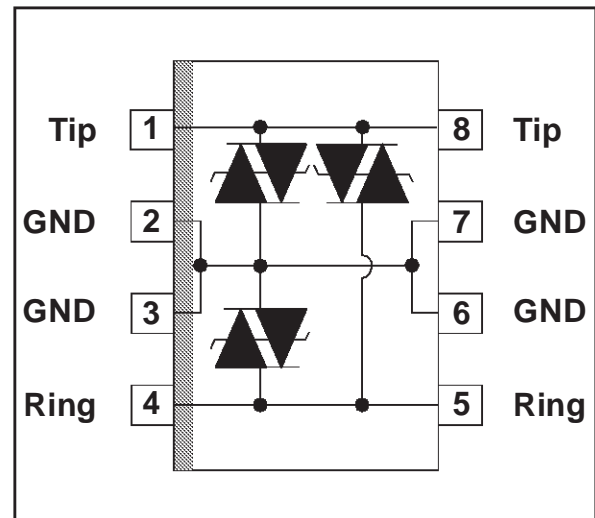 Tip 1 8 Tip
GND 2 7 GND
GND 3 6 GND
Ring 4 5 Ring